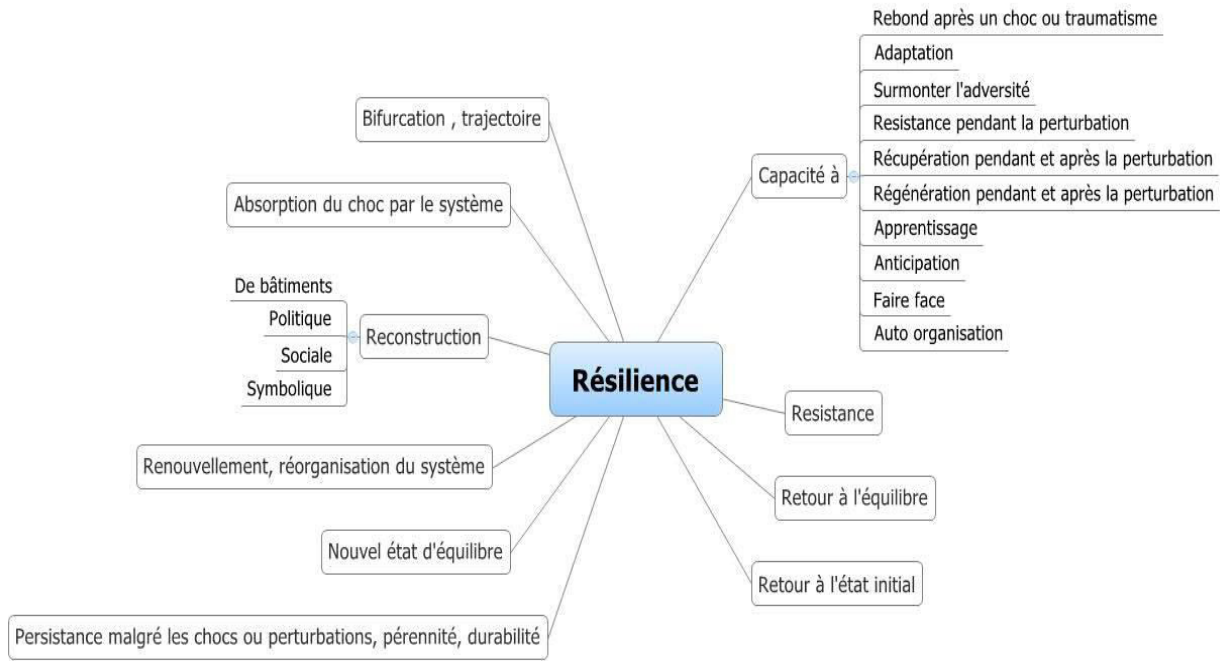 Rebond après un choc ou traumatisme
Adaptation
Surmonter l'adversité
Resistance pendant la perturbation
Récupération pendant et après la perturbation
Régénération pendant et après la perturbation
Apprentissage
Anticipation
Faire face
Auto organisation
Capacité à
Bifurcation , trajectoire
Absorption du choc par le système
De bâtiments
Politique
Sociale
Symbolique
Reconstruction
Résilience
Resistance
Renouvellement, réorganisation du système
Retour à l'équilibre
Nouvel état d'équilibre
Retour à l'état initial
Persistance malgré les chocs ou perturbations, pérennité, durabilité